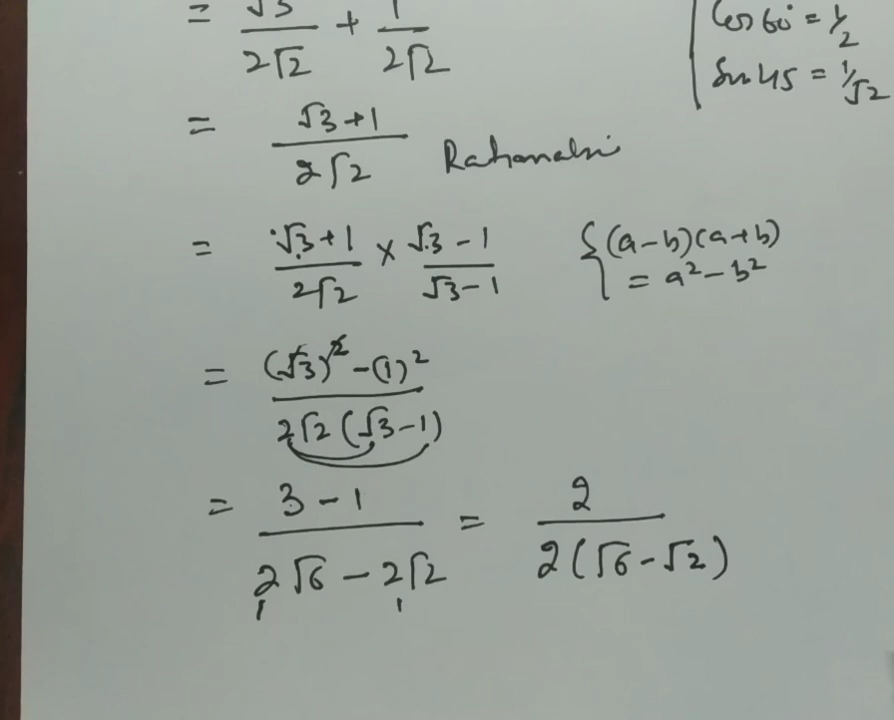 = √3/2√2 + 1/2√2
Cos 60° = 1/2
Sin 45 = 1/√2
= √3+1/2√2
= √3+1/2√2 × √3-1/√3-1
{(a-b)(a+b)
= a²-b²
= (√3)²-(1)²/2√2(√3-1)
= 3-1/2√6-2√2 = 2/2(√6-√2)